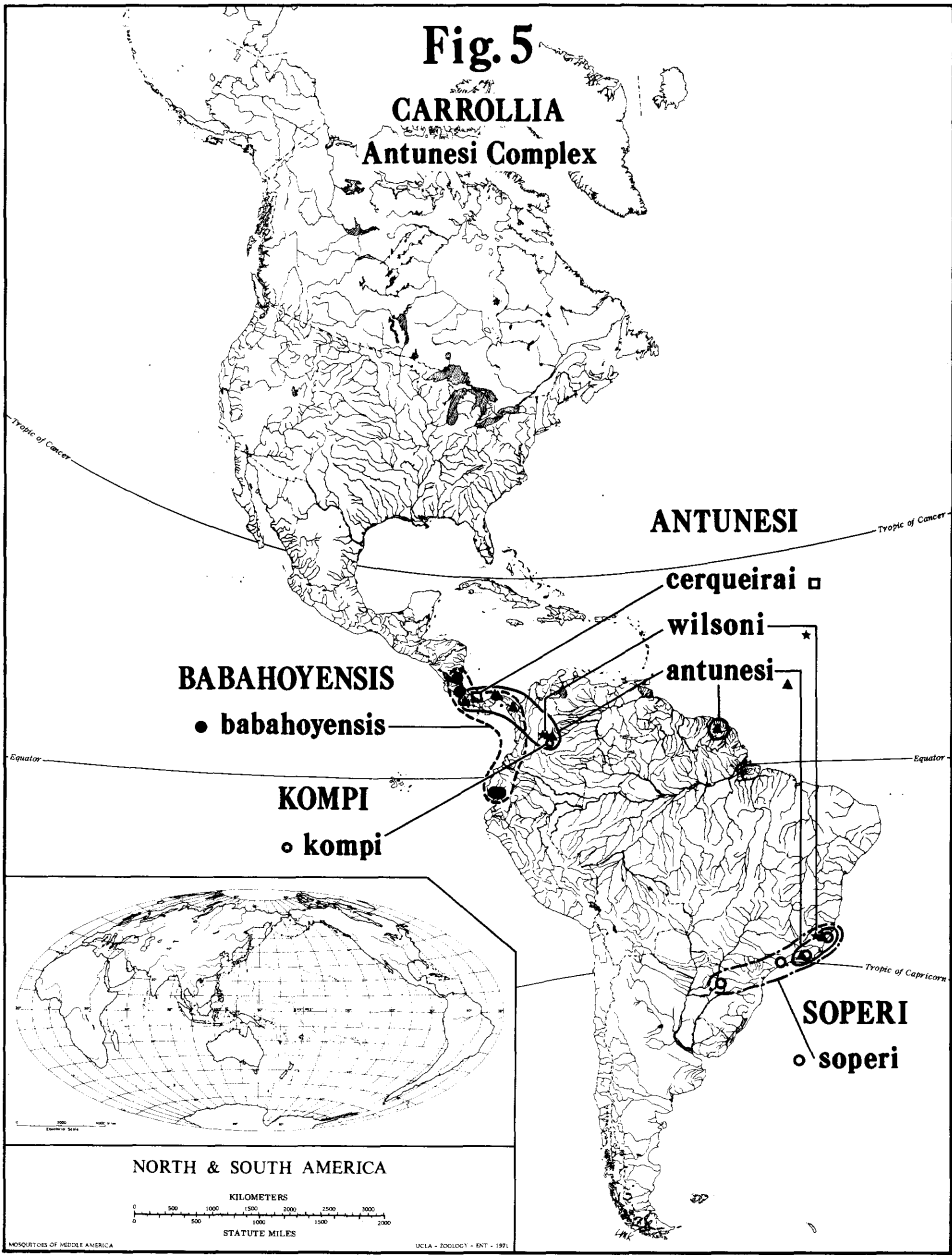 Fig. 5
CARROLLIA
Antunesi Complex
Tropic of Cancer
Tropic of Cancer
ANTUNESI
cerqueirai
wilsoni
antunesi
BABAHOYENSIS
babahoyensis
Equator
Equator
KOMPI
kompi
Tropic of Capricorn
SOPERI
soperi
NORTH & SOUTH AMERICA
KILOMETERS
0 500 1000 1500 2000 2500 3000
0 500 1000 1500 2000
STATUTE MILES
MOSQUITOES OF MIDDLE AMERICA
UCLA - ZOOLOGY - ENT - 1971